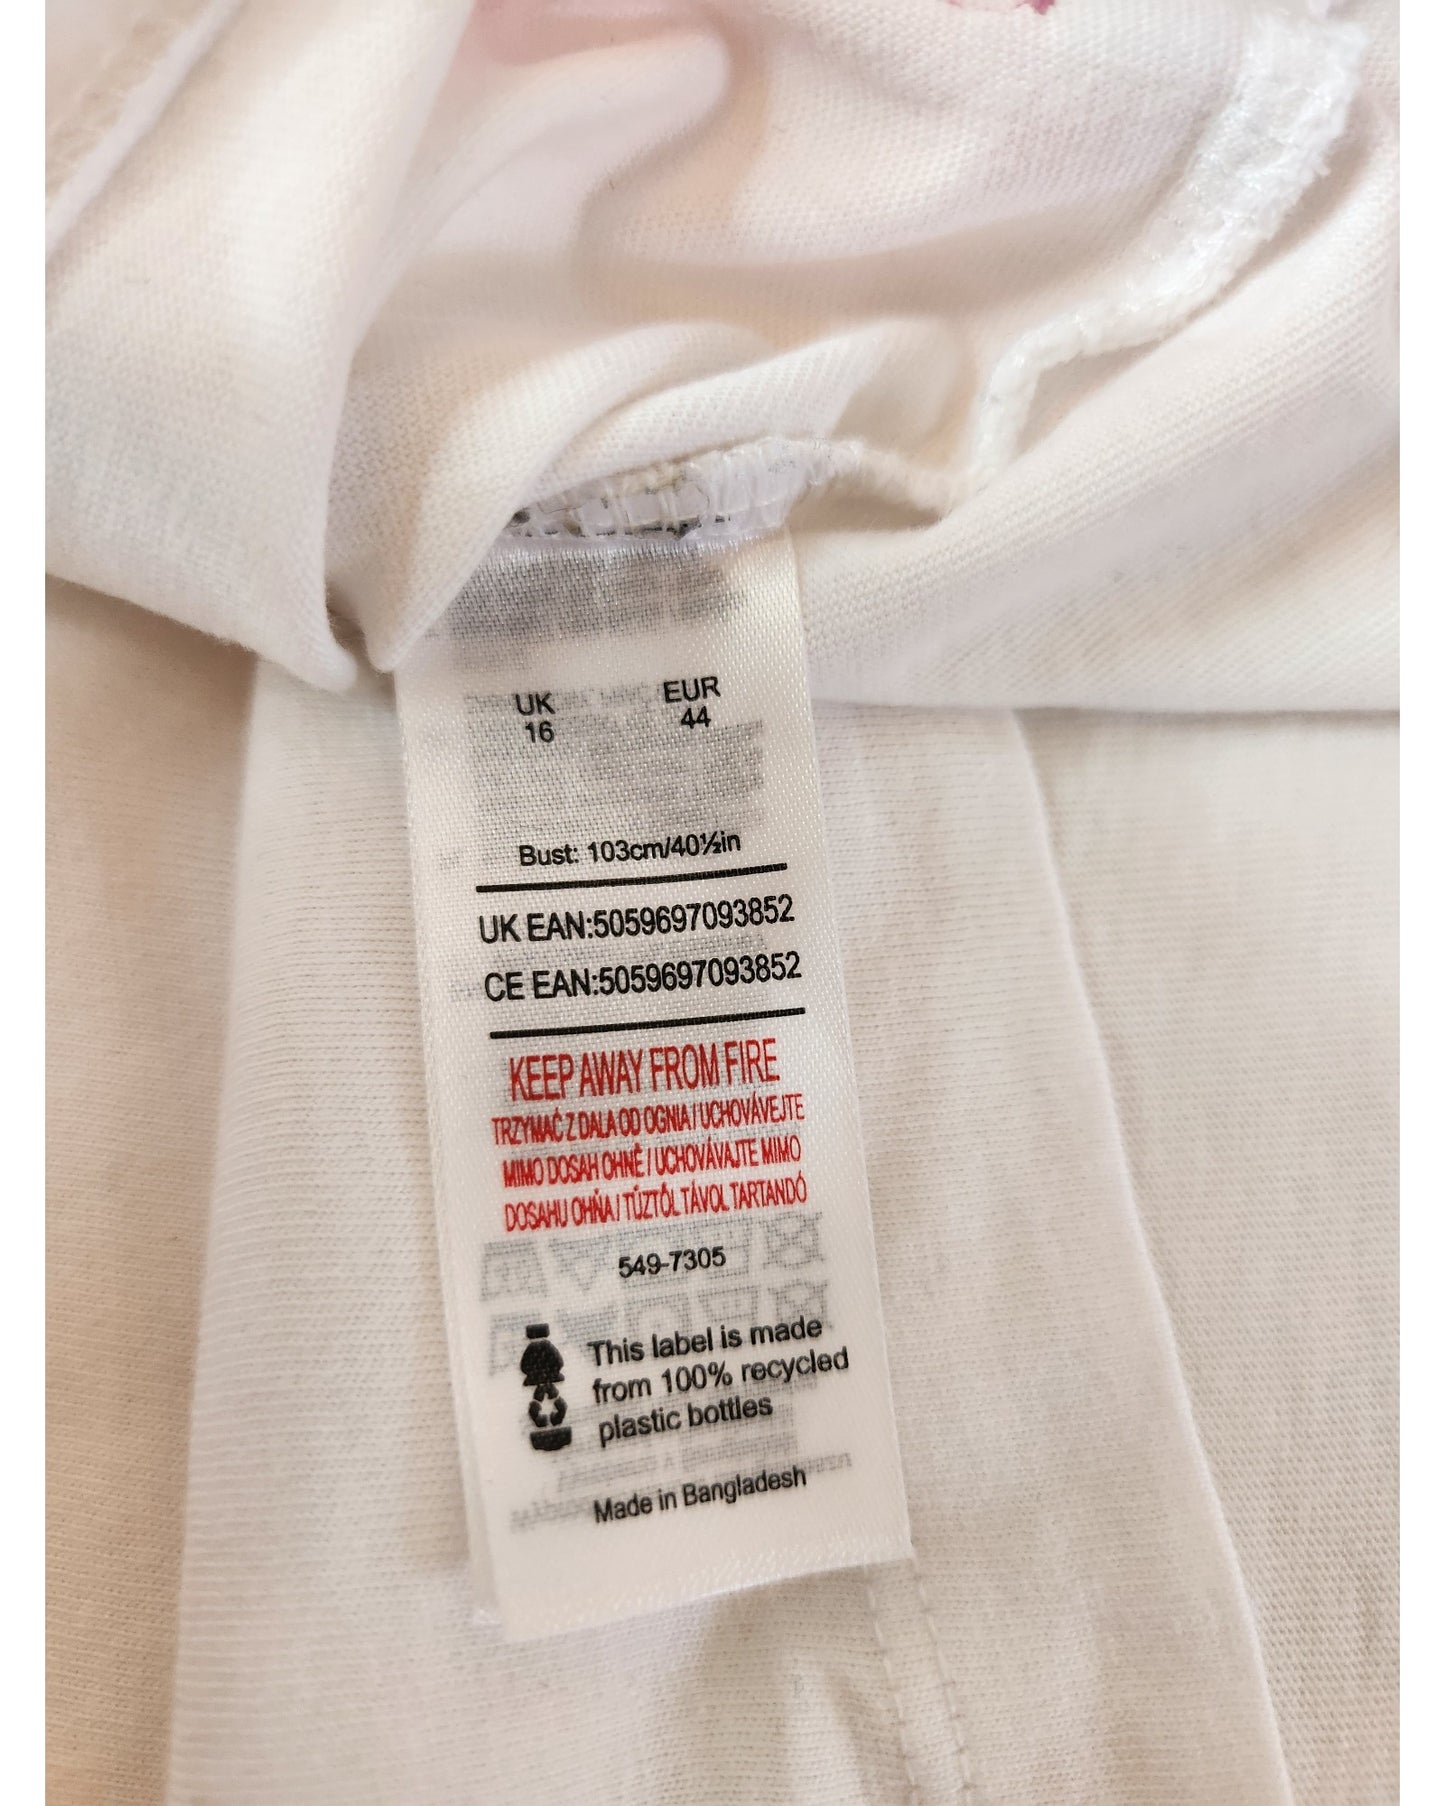 UK EUR
16 44
Bust: 103cm/40½in
UK EAN:5059697093852
CE EAN:5059697093852
KEEP AWAY FROM FIRE
TRZYMAĆ Z DALA OD OGNIA / UCHOVÁVEJTE
MIMO DOSAH OHNĚ / UCHOVÁVAJTE MIMO
DOSAHU OHŇA / TŰZTŐL TÁVOL TARTANDÓ
549-7305
This label is made
from 100% recycled
plastic bottles
Made in Bangladesh